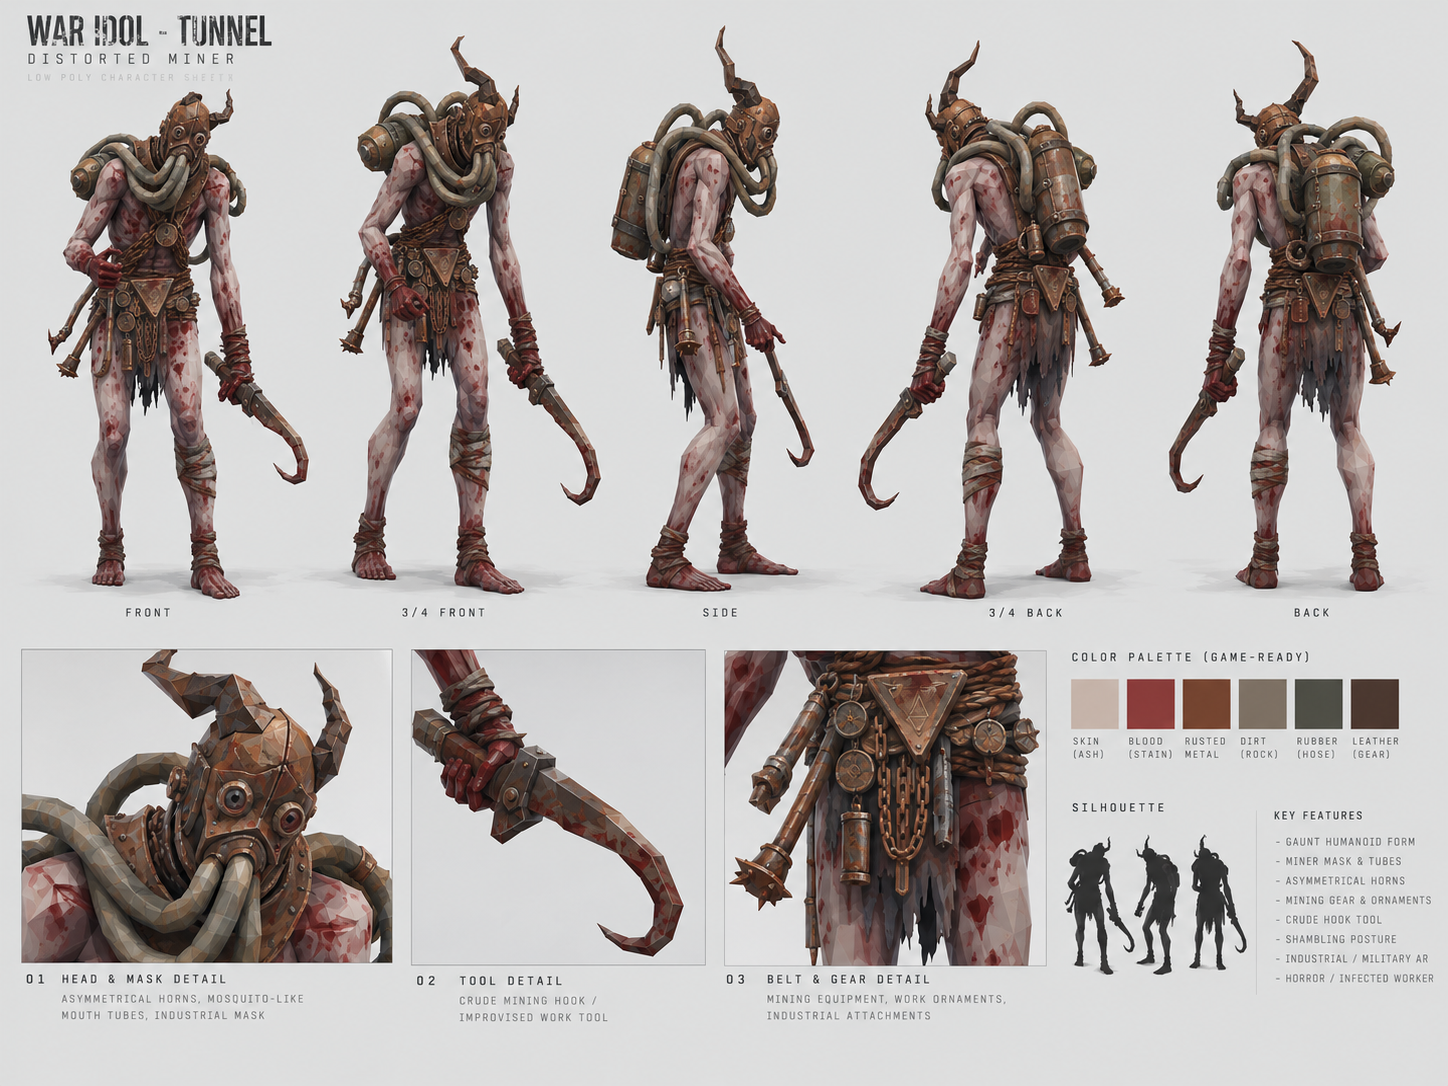 WAR IDOL - TUNNEL
DISTORTED MINER
LOW POLY CHARACTER SHEETS
FRONT
3/4 FRONT
SIDE
3/4 BACK
BACK
01 HEAD & MASK DETAIL
ASYMMETRICAL HORNS, MOSQUITO-LIKE
MOUTH TUBES, INDUSTRIAL MASK
02 TOOL DETAIL
CRUDE MINING HOOK /
IMPROVISED WORK TOOL
03 BELT & GEAR DETAIL
MINING EQUIPMENT, WORK ORNAMENTS,
INDUSTRIAL ATTACHMENTS
COLOR PALETTE (GAME-READY)
SKIN
(ASH)
BLOOD
(STAIN)
RUSTED
METAL
DIRT
(ROCK)
RUBBER
(HOSE)
LEATHER
(GEAR)
SILHOUETTE
KEY FEATURES
- GAUNT HUMANOID FORM
- MINER MASK & TUBES
- ASYMMETRICAL HORNS
- MINING GEAR & ORNAMENTS
- CRUDE HOOK TOOL
- SHAMBLING POSTURE
- INDUSTRIAL / MILITARY AR
- HORROR / INFECTED WORKER